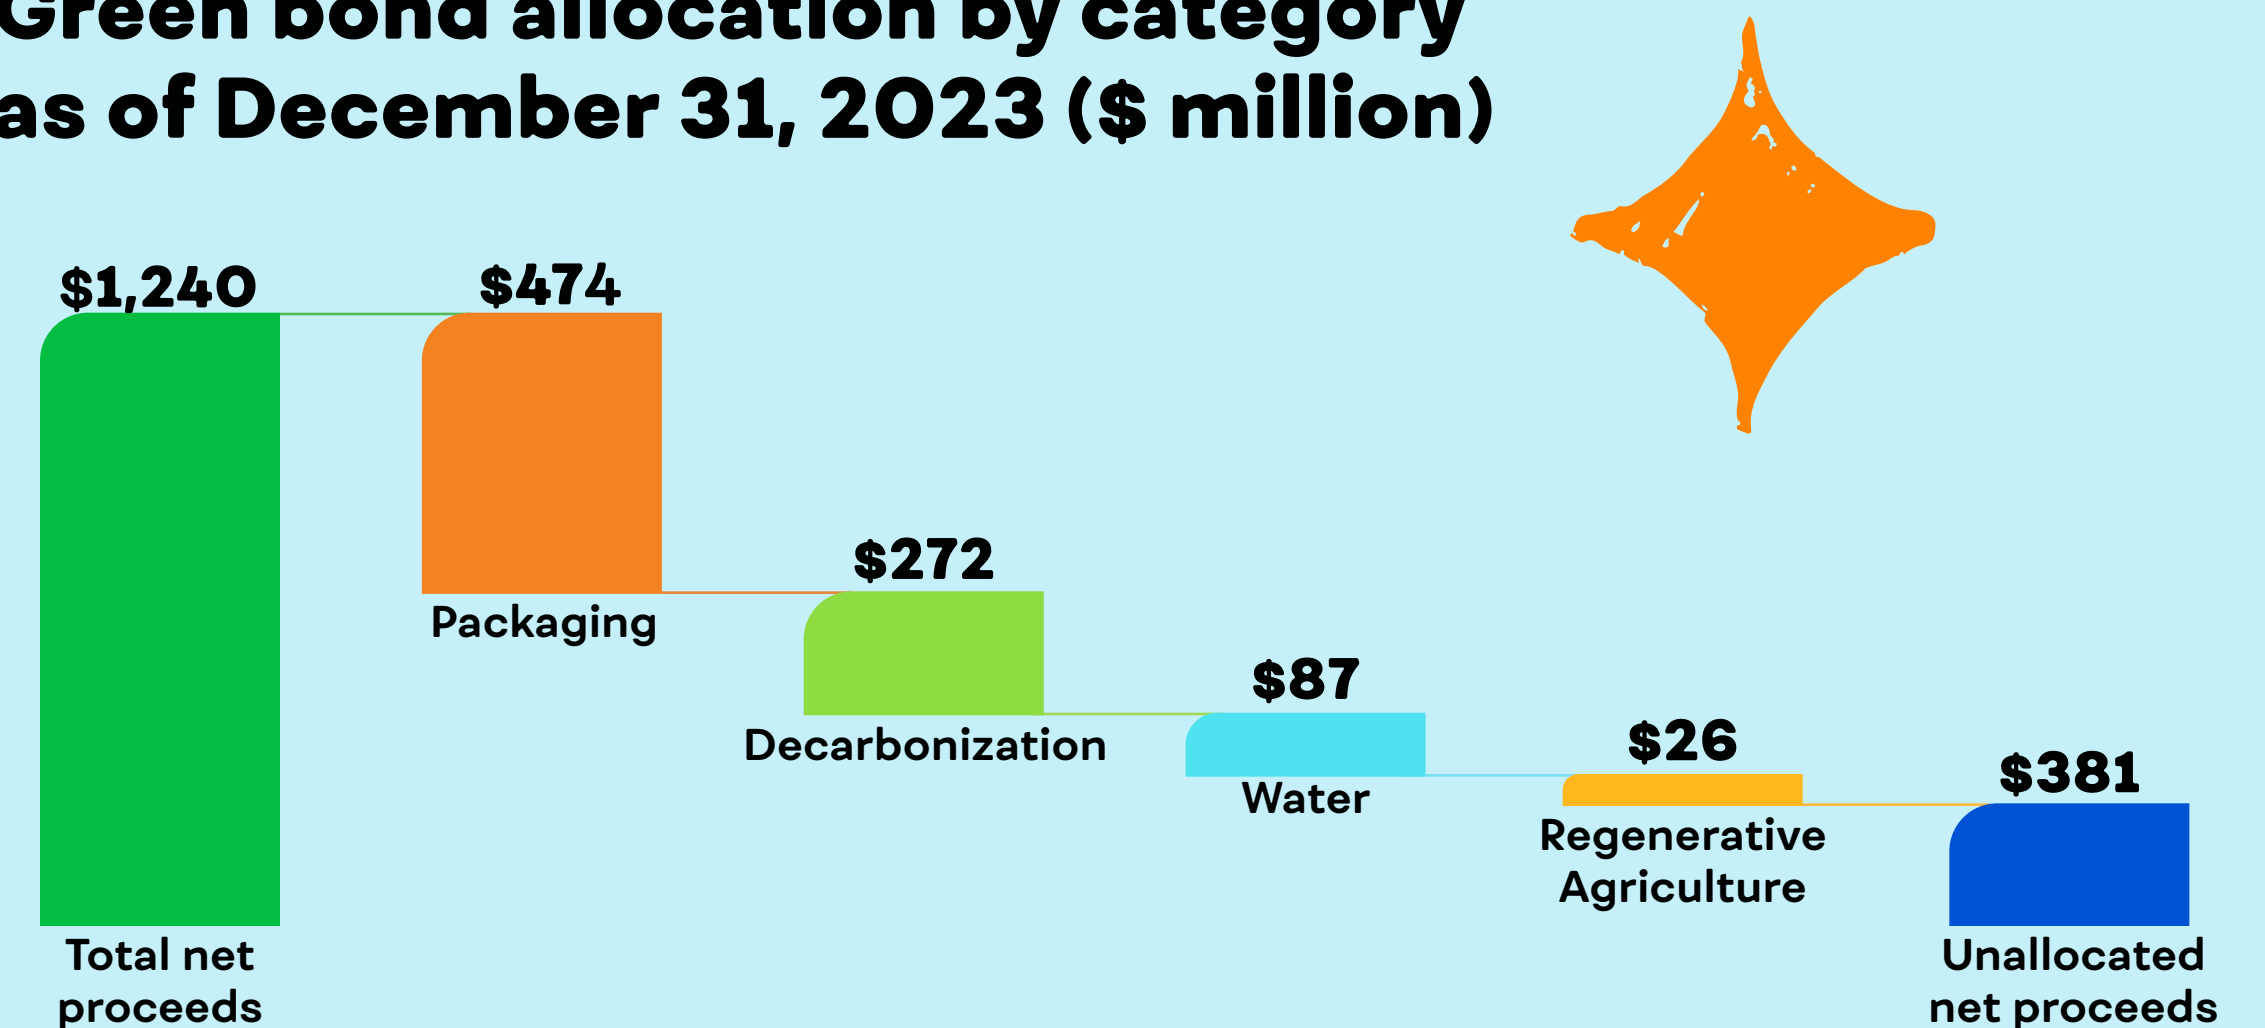 Green bond allocation by category
as of December 31, 2023 ($ million)
$1,240
$474
$272
$87
$26
$381
Packaging
Decarbonization
Water
Regenerative
Agriculture
Total net
proceeds
Unallocated
net proceeds